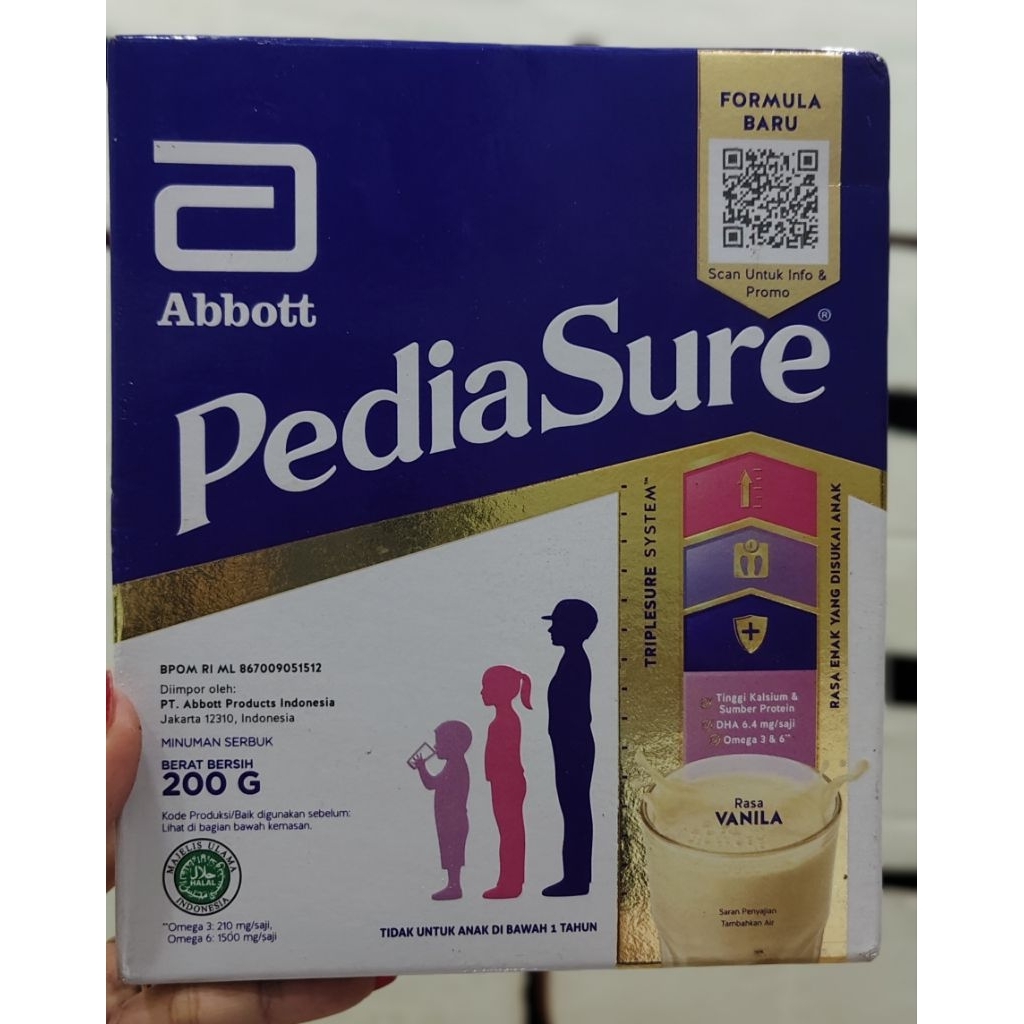 FORMULA
BARU
Scan Untuk Info &
Promo
Abbott
PediaSure®
TRIPLESURE SYSTEM™
RASA ENAK YANG DISUKAI ANAK
Tinggi Kalsium &
Sumber Protein
DHA 6.4 mg/saji
Omega 3 & 6**
Rasa
VANILA
Saran Penyajian
Tambahkan Air
BPOM RI ML 867009051512
Diimpor oleh:
PT. Abbott Products Indonesia
Jakarta 12310, Indonesia
MINUMAN SERBUK
BERAT BERSIH
200 G
Kode Produksi/Baik digunakan sebelum:
Lihat di bagian bawah kemasan.
MAJELIS ULAMA
حلال
HALAL
INDONESIA
**Omega 3: 210 mg/saji,
Omega 6: 1500 mg/saji
TIDAK UNTUK ANAK DI BAWAH 1 TAHUN